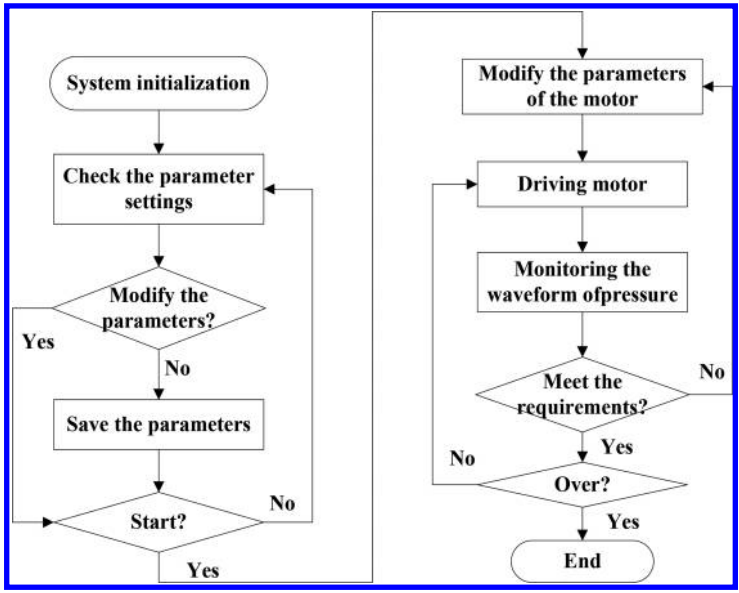 System initialization
Check the parameter
settings
Modify the
parameters?
Yes
No
Save the parameters
Start?
No
Yes
Modify the parameters
of the motor
Driving motor
Monitoring the
waveform ofpressure
Meet the
requirements?
No
Yes
No
Over?
Yes
End